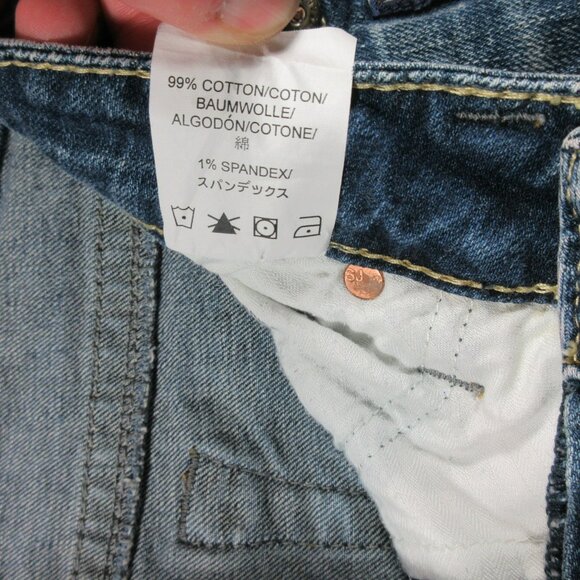 99% COTTON/COTON/
BAUMWOLLE/
ALGODÓN/COTONE/
綿
1% SPANDEX/
スパンデックス